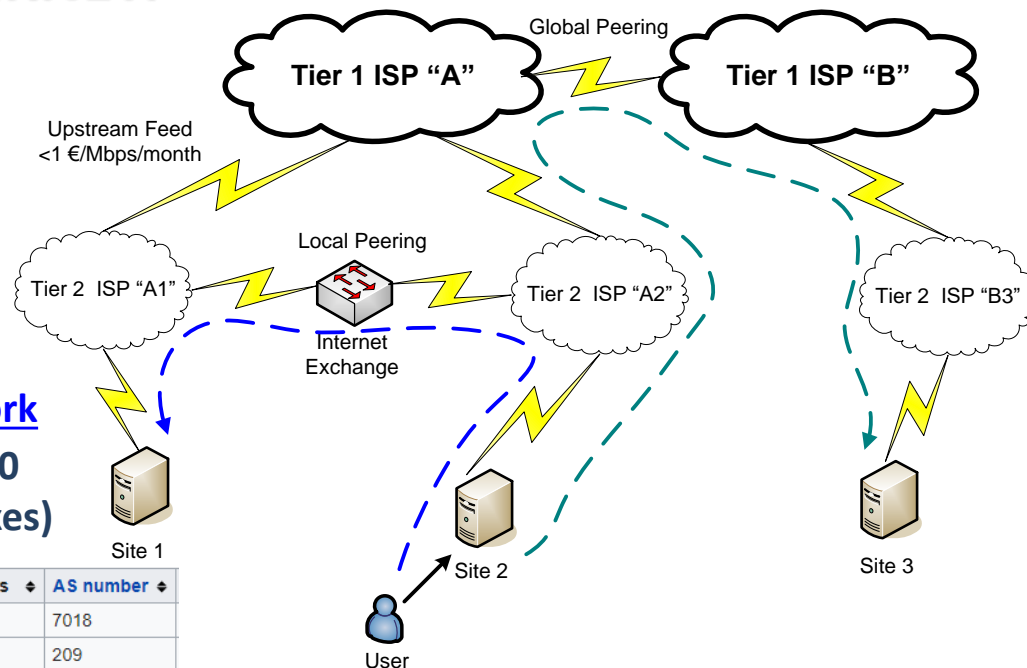 Global Peering
Tier 1 ISP “A”
Tier 1 ISP “B”
Upstream Feed
<1 €/Mbps/month
Local Peering
Tier 2 ISP “A1”
Tier 2 ISP “A2”
Tier 2 ISP “B3”
Internet
Exchange
Site 1
Site 2
Site 3
User
AS number
7018
209